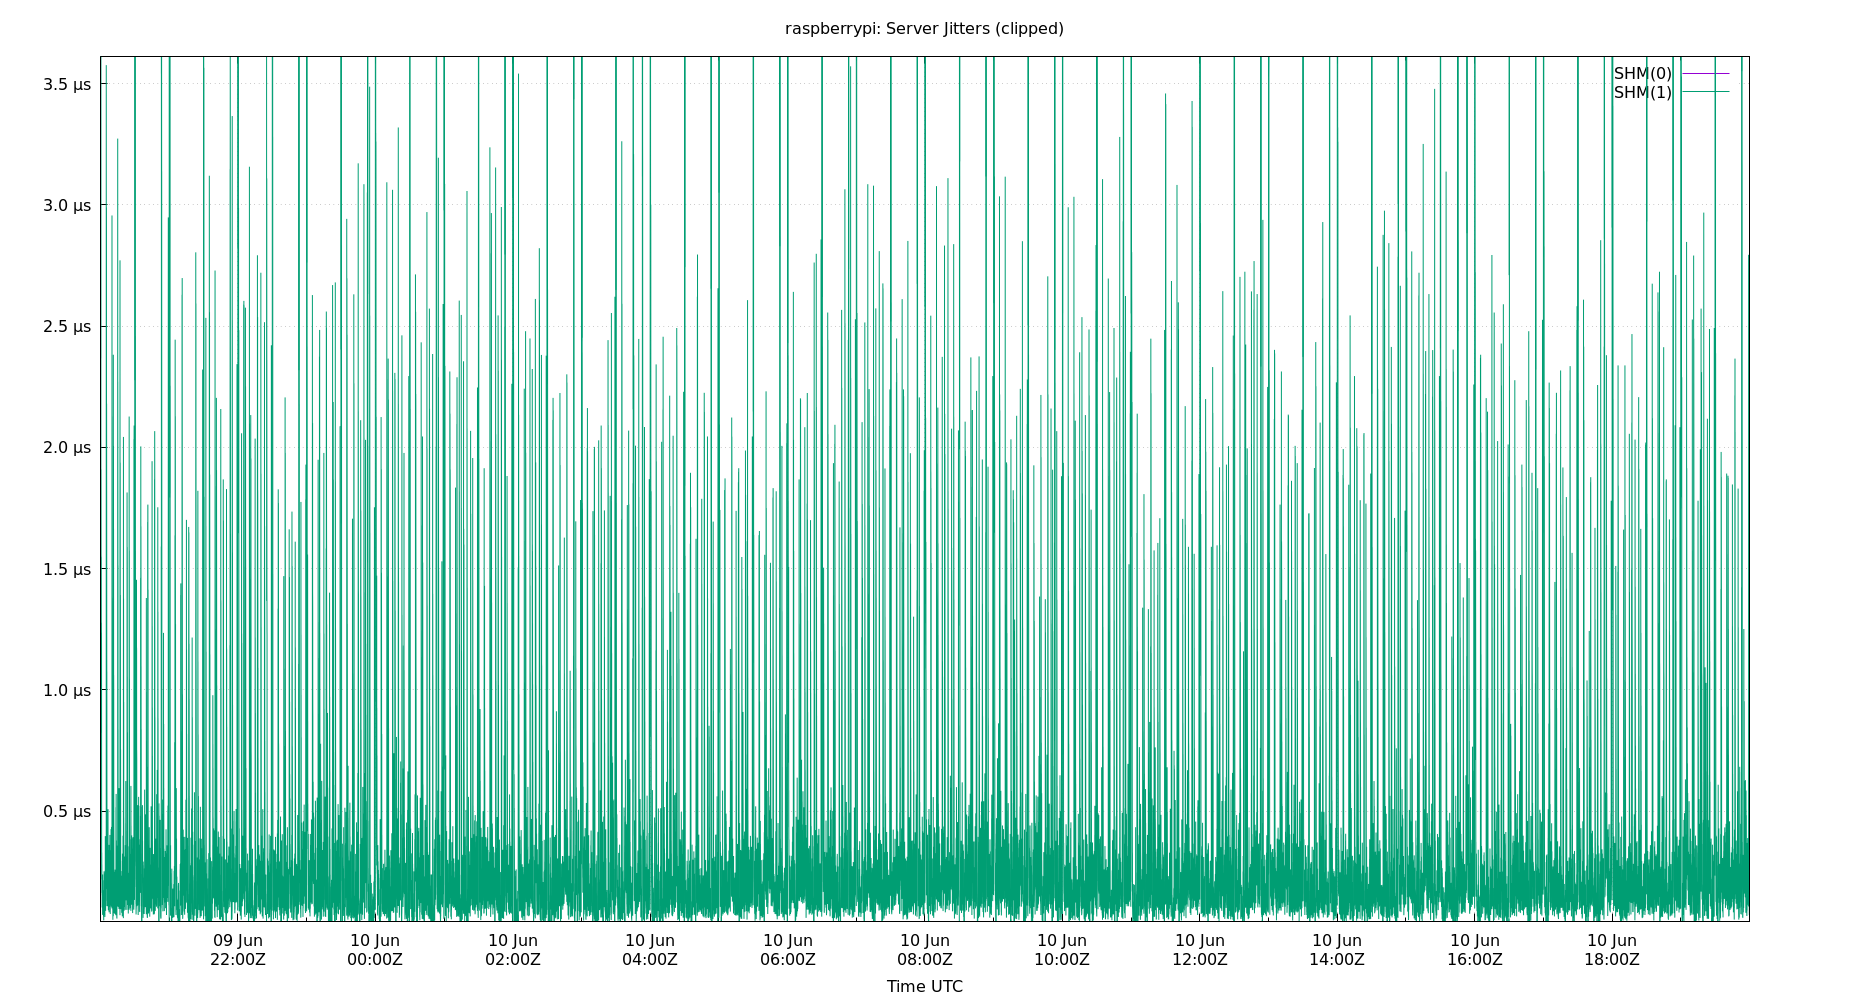 raspberrypi: Server Jitters (clipped)
SHM(0)
SHM(1)
3.5 µs
3.0 µs
2.5 µs
2.0 µs
1.5 µs
1.0 µs
0.5 µs
09 Jun 10 Jun 10 Jun 10 Jun 10 Jun 10 Jun 10 Jun 10 Jun 10 Jun 10 Jun 10 Jun
22:00Z 00:00Z 02:00Z 04:00Z 06:00Z 08:00Z 10:00Z 12:00Z 14:00Z 16:00Z 18:00Z
Time UTC